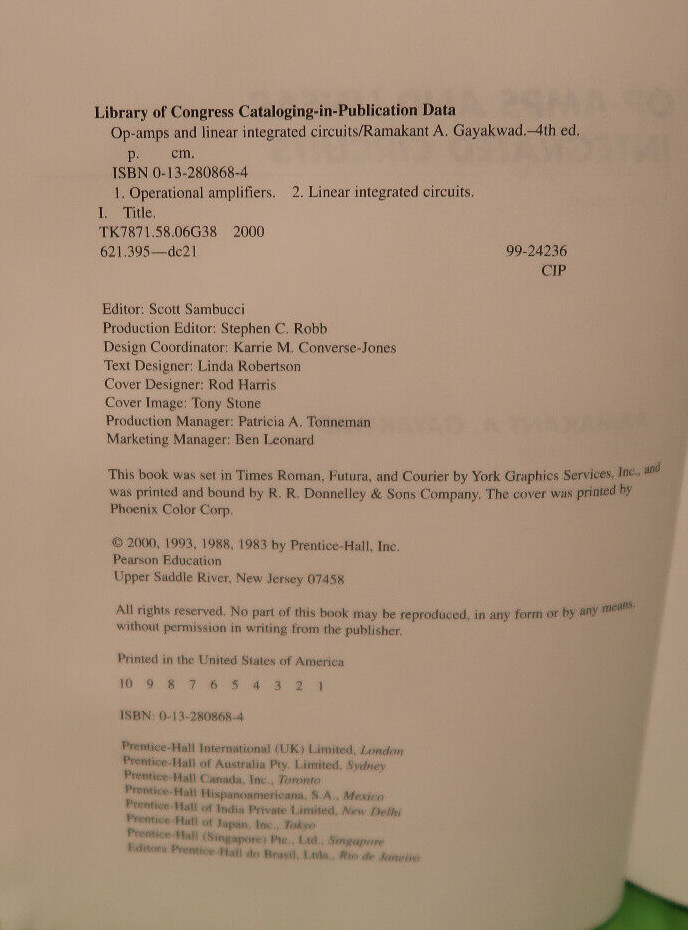 Library of Congress Cataloging-in-Publication Data
Op-amps and linear integrated circuits/Ramakant A. Gayakwad.–4th ed.
p. cm.
ISBN 0-13-280868-4
1. Operational amplifiers. 2. Linear integrated circuits.
I. Title.
TK7871.58.06G38 2000
621.395—dc21 99-24236
CIP
Editor: Scott Sambucci
Production Editor: Stephen C. Robb
Design Coordinator: Karrie M. Converse-Jones
Text Designer: Linda Robertson
Cover Designer: Rod Harris
Cover Image: Tony Stone
Production Manager: Patricia A. Tonneman
Marketing Manager: Ben Leonard
This book was set in Times Roman, Futura, and Courier by York Graphics Services, Inc., and
was printed and bound by R. R. Donnelley & Sons Company. The cover was printed by
Phoenix Color Corp.
© 2000, 1993, 1988, 1983 by Prentice-Hall, Inc.
Pearson Education
Upper Saddle River, New Jersey 07458
All rights reserved. No part of this book may be reproduced, in any form or by any means,
without permission in writing from the publisher.
Printed in the United States of America
10 9 8 7 6 5 4 3 2 1
ISBN: 0-13-280868-4
Prentice-Hall International (UK) Limited, London
Prentice-Hall of Australia Pty. Limited, Sydney
Prentice-Hall Canada, Inc., Toronto
Prentice-Hall Hispanoamericana, S.A., Mexico
Prentice-Hall of India Private Limited, New Delhi
Prentice-Hall of Japan, Inc., Tokyo
Prentice-Hall (Singapore) Pte., Ltd., Singapore
Editora Prentice-Hall do Brasil, Ltda., Rio de Janeiro